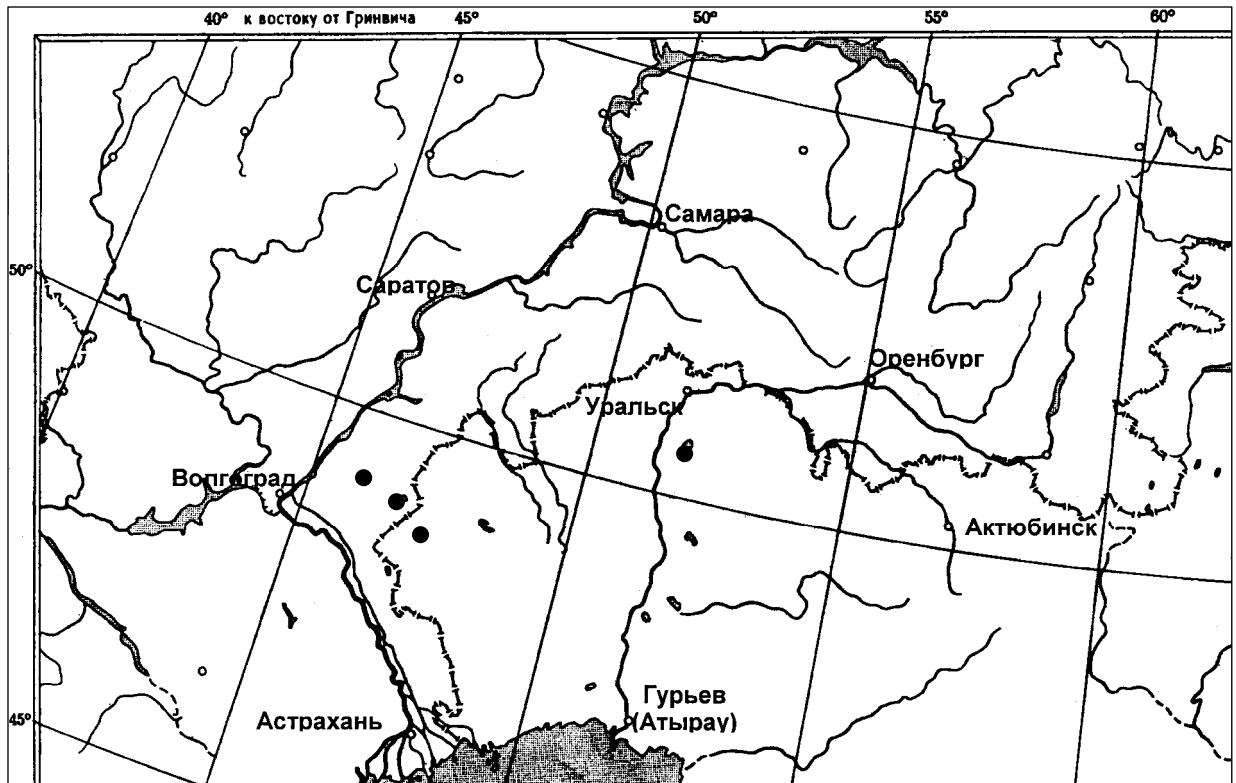 40° к востоку от Гринвича 45° 50° 55° 60°
Самара
50°
Саратов
Оренбург
Уральск
Волгоград
Актюбинск
Гурьев
(Атырау)
45°
Астрахань